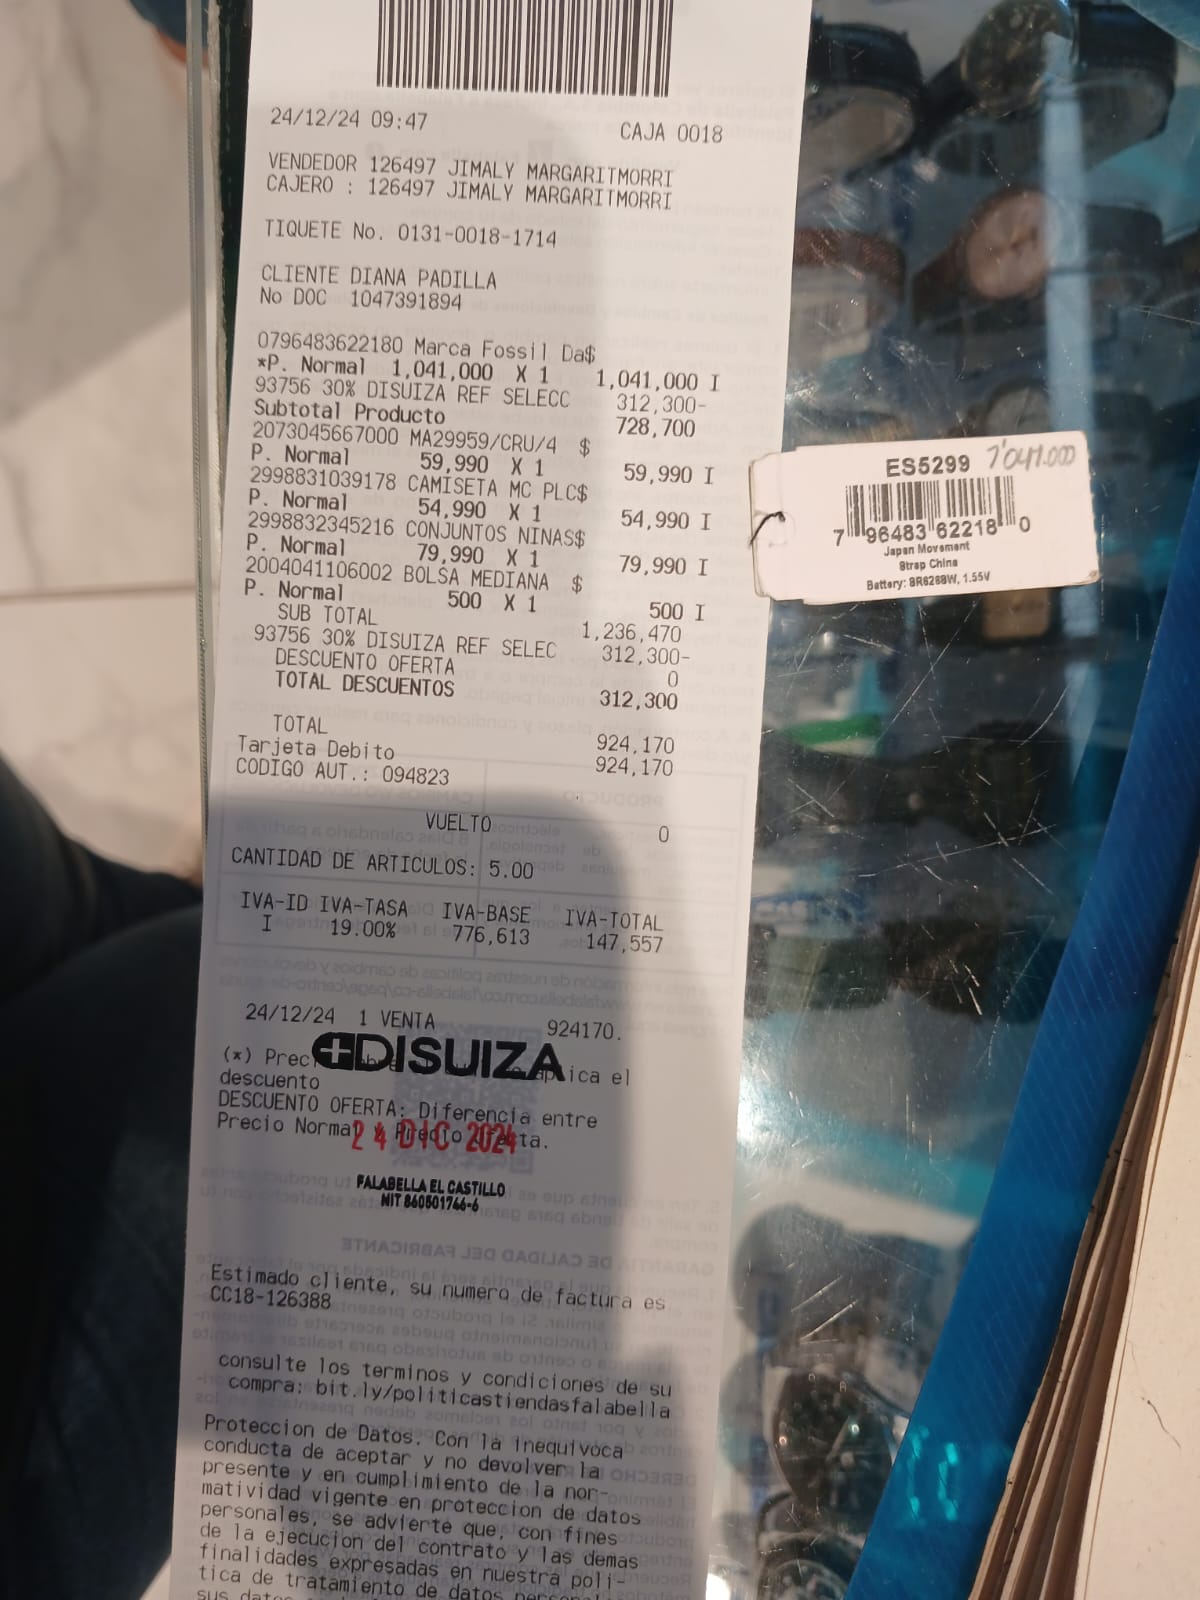 24/12/24 09:47 CAJA 0018
VENDEDOR 126497 JIMALY MARGARITMORRI
CAJERO : 126497 JIMALY MARGARITMORRI
TIQUETE No. 0131-0018-1714
CLIENTE DIANA PADILLA
No DOC 1047391894
0796483622180 Marca Fossil Da$
*P. Normal 1,041,000 X 1 1,041,000 I
93756 30% DISUIZA REF SELECC 312,300-
Subtotal Producto 728,700
2073045667000 MA29959/CRU/4 $
P. Normal 59,990 X 1 59,990 I
2998831039178 CAMISETA MC PLC$
P. Normal 54,990 X 1 54,990 I
2998832345216 CONJUNTOS NINAS$
P. Normal 79,990 X 1 79,990 I
2004041106002 BOLSA MEDIANA $
P. Normal 500 X 1 500 I
SUB TOTAL 1,236,470
93756 30% DISUIZA REF SELEC 312,300-
DESCUENTO OFERTA 0
TOTAL DESCUENTOS 312,300
TOTAL 924,170
Tarjeta Debito 924,170
CODIGO AUT.: 094823
VUELTO 0
CANTIDAD DE ARTICULOS: 5.00
IVA-ID IVA-TASA IVA-BASE IVA-TOTAL
I 19.00% 776,613 147,557
24/12/24 1 VENTA 924170.
DISUIZA
(*) Prec aplica el
descuento
DESCUENTO OFERTA: Diferencia entre
Precio Normal y Precio Oferta.
24 DIC 2024
FALABELLA EL CASTILLO
NIT 860501766-6
Estimado cliente, su numero de factura es
CC18-126388
consulte los terminos y condiciones de su
compra: bit.ly/politicastiendasfalabella
Proteccion de Datos. Con la inequivoca
conducta de aceptar y no devolver la
presente y en cumplimiento de la nor-
matividad vigente en proteccion de datos
personales, se advierte que, con fines
de la ejecucion del contrato y las demas
finalidades expresadas en nuestra poli-
tica de tratamiento de datos
sus
ES5299 1'041.000
7 96483 62218 0
Japan Movement
Strap China
Battery: SR626SW, 1.55V